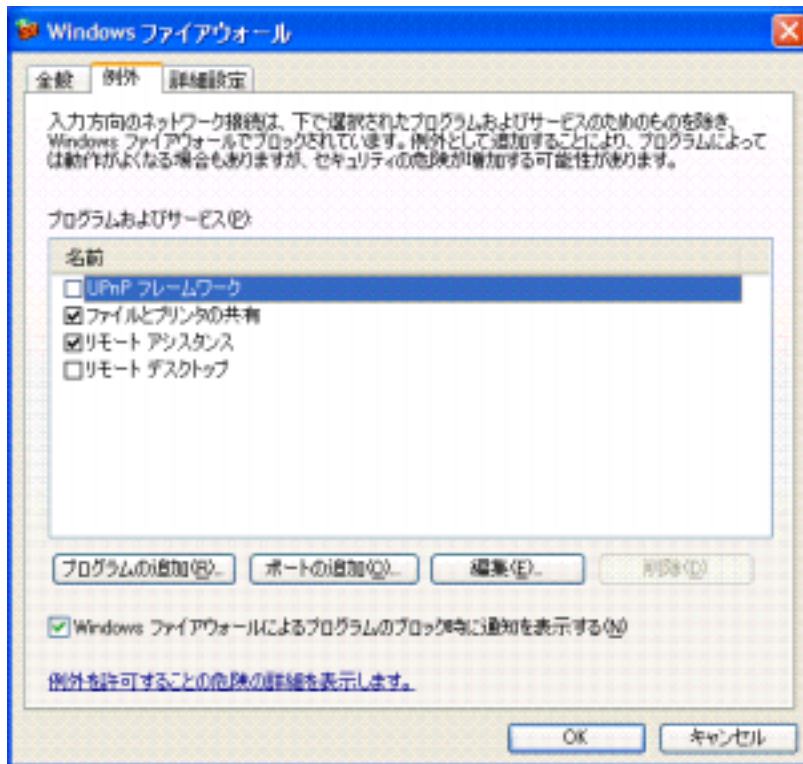 Windows ファイアウォール
全般 例外 詳細設定
入力方向のネットワーク接続は、下で選択されたプログラムおよびサービスのためのものを除き、
Windows ファイアウォールでブロックされています。例外として追加することにより、プログラムによって
は動作がよくなる場合もありますが、セキュリティの危険が増加する可能性があります。
プログラムおよびサービス(P):
名前
UPnP フレームワーク
ファイルとプリンタの共有
リモート アシスタンス
リモート デスクトップ
プログラムの追加(R)... ポートの追加(O)... 編集(E)... 削除(D)
Windows ファイアウォールによるプログラムのブロック時に通知を表示する(N)
例外を許可することの危険の詳細を表示します。
OK キャンセル